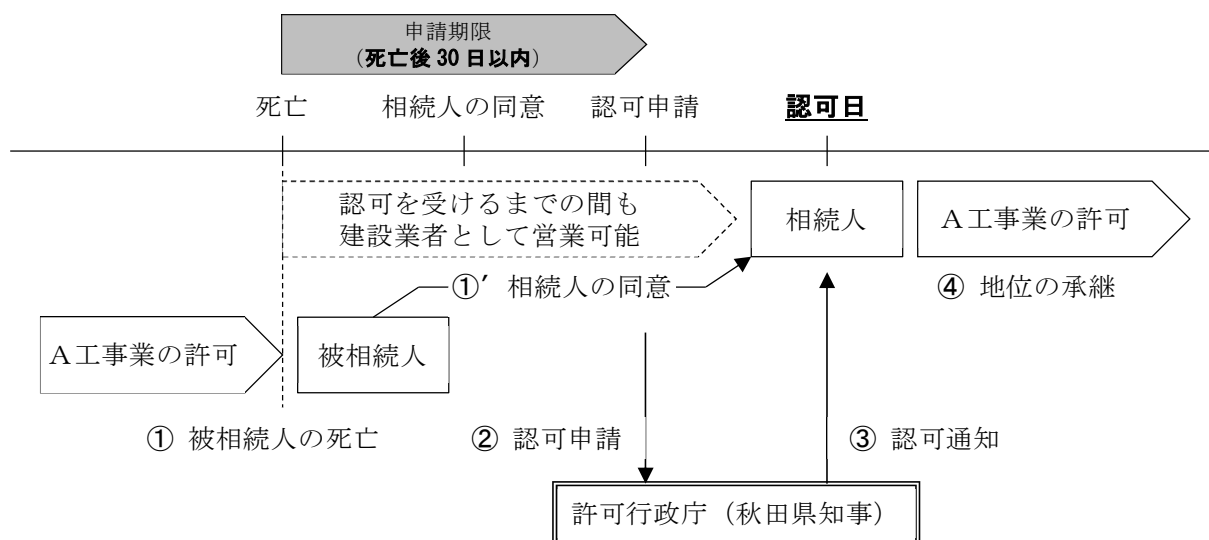 申請期限
(死亡後 30 日以内)
死亡
相続人の同意
認可申請
認可日
認可を受けるまでの間も
建設業者として営業可能
相続人
A工事業の許可
①′ 相続人の同意
④ 地位の承継
A工事業の許可
被相続人
① 被相続人の死亡
② 認可申請
③ 認可通知
許可行政庁（秋田県知事）